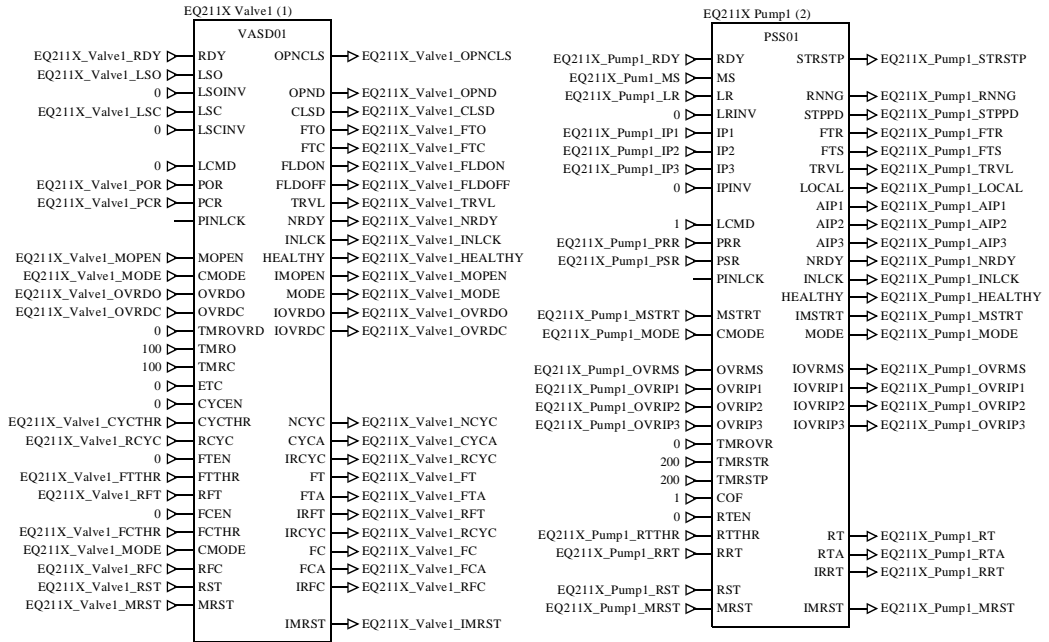 EQ211X Valve1 (1)
VASD01
EQ211X_Valve1_RDY RDY OPNCLS EQ211X_Valve1_OPNCLS
EQ211X_Valve1_LSO LSO
0 LSOINV OPND EQ211X_Valve1_OPND
EQ211X_Valve1_LSC LSC CLSD EQ211X_Valve1_CLSD
0 LSCINV FTO EQ211X_Valve1_FTO
FTC EQ211X_Valve1_FTC
0 LCMD FLDON EQ211X_Valve1_FLDON
EQ211X_Valve1_POR POR FLDOFF EQ211X_Valve1_FLDOFF
EQ211X_Valve1_PCR PCR TRVL EQ211X_Valve1_TRVL
PINLCK NRDY EQ211X_Valve1_NRDY
INLCK EQ211X_Valve1_INLCK
EQ211X_Valve1_MOPEN MOPEN HEALTHY EQ211X_Valve1_HEALTHY
EQ211X_Valve1_MODE CMODE IMOPEN EQ211X_Valve1_MOPEN
EQ211X_Valve1_OVRDO OVRDO MODE EQ211X_Valve1_MODE
EQ211X_Valve1_OVRDC OVRDC IOVRDO EQ211X_Valve1_OVRDO
0 TMROVRD IOVRDC EQ211X_Valve1_OVRDC
100 TMRO
100 TMRC
0 ETC
0 CYCEN
EQ211X_Valve1_CYCTHR CYCTHR NCYC EQ211X_Valve1_NCYC
EQ211X_Valve1_RCYC RCYC CYCA EQ211X_Valve1_CYCA
0 FTEN IRCYC EQ211X_Valve1_RCYC
EQ211X_Valve1_FTTHR FTTHR FT EQ211X_Valve1_FT
EQ211X_Valve1_RFT RFT FTA EQ211X_Valve1_FTA
0 FCEN IRFT EQ211X_Valve1_RFT
EQ211X_Valve1_FCTHR FCTHR IRCYC EQ211X_Valve1_RCYC
EQ211X_Valve1_MODE CMODE FC EQ211X_Valve1_FC
EQ211X_Valve1_RFC RFC FCA EQ211X_Valve1_FCA
EQ211X_Valve1_RST RST IRFC EQ211X_Valve1_RFC
EQ211X_Valve1_MRST MRST
IMRST EQ211X_Valve1_IMRST
EQ211X Pump1 (2)
PSS01
EQ211X_Pump1_RDY RDY STRSTP EQ211X_Pump1_STRSTP
EQ211X_Pum1_MS MS
EQ211X_Pump1_LR LR RNNG EQ211X_Pump1_RNNG
0 LRINV STPPD EQ211X_Pump1_STPPD
EQ211X_Pump1_IP1 IP1 FTR EQ211X_Pump1_FTR
EQ211X_Pump1_IP2 IP2 FTS EQ211X_Pump1_FTS
EQ211X_Pump1_IP3 IP3 TRVL EQ211X_Pump1_TRVL
0 IPINV LOCAL EQ211X_Pump1_LOCAL
AIP1 EQ211X_Pump1_AIP1
1 LCMD AIP2 EQ211X_Pump1_AIP2
EQ211X_Pump1_PRR PRR AIP3 EQ211X_Pump1_AIP3
EQ211X_Pump1_PSR PSR NRDY EQ211X_Pump1_NRDY
PINLCK INLCK EQ211X_Pump1_INLCK
HEALTHY EQ211X_Pump1_HEALTHY
EQ211X_Pump1_MSTRT MSTRT IMSTRT EQ211X_Pump1_MSTRT
EQ211X_Pump1_MODE CMODE MODE EQ211X_Pump1_MODE
EQ211X_Pump1_OVRMS OVRMS IOVRMS EQ211X_Pump1_OVRMS
EQ211X_Pump1_OVRIP1 OVRIP1 IOVRIP1 EQ211X_Pump1_OVRIP1
EQ211X_Pump1_OVRIP2 OVRIP2 IOVRIP2 EQ211X_Pump1_OVRIP2
EQ211X_Pump1_OVRIP3 OVRIP3 IOVRIP3 EQ211X_Pump1_OVRIP3
0 TMROVR
200 TMRSTR
200 TMRSTP
1 COF
0 RTEN
EQ211X_Pump1_RTTHR RTTHR RT EQ211X_Pump1_RT
EQ211X_Pump1_RRT RRT RTA EQ211X_Pump1_RTA
IRRT EQ211X_Pump1_RRT
EQ211X_Pump1_RST RST
EQ211X_Pump1_MRST MRST IMRST EQ211X_Pump1_MRST